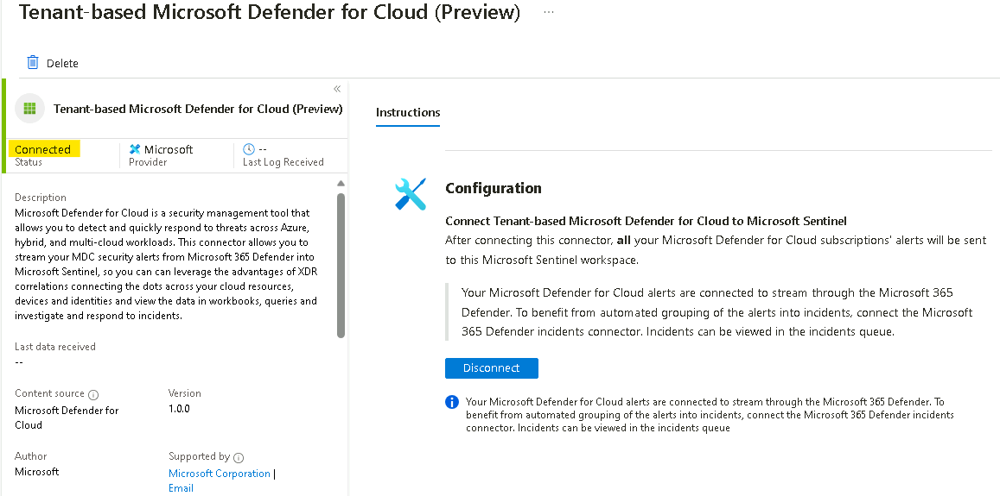 Tenant-based Microsoft Defender for Cloud (Preview) ...
Delete
«
Tenant-based Microsoft Defender for Cloud (Preview)
Connected
Status
Microsoft
Provider
--
Last Log Received
Description
Microsoft Defender for Cloud is a security management tool that
allows you to detect and quickly respond to threats across Azure,
hybrid, and multi-cloud workloads. This connector allows you to
stream your MDC security alerts from Microsoft 365 Defender into
Microsoft Sentinel, so you can can leverage the advantages of XDR
correlations connecting the dots across your cloud resources,
devices and identities and view the data in workbooks, queries and
investigate and respond to incidents.
Last data received
--
Content source
Microsoft Defender for
Cloud
Version
1.0.0
Author
Microsoft
Supported by
Microsoft Corporation |
Email
Instructions
Configuration
Connect Tenant-based Microsoft Defender for Cloud to Microsoft Sentinel
After connecting this connector, all your Microsoft Defender for Cloud subscriptions' alerts will be sent
to this Microsoft Sentinel workspace.
Your Microsoft Defender for Cloud alerts are connected to stream through the Microsoft 365
Defender. To benefit from automated grouping of the alerts into incidents, connect the Microsoft
365 Defender incidents connector. Incidents can be viewed in the incidents queue.
Disconnect
Your Microsoft Defender for Cloud alerts are connected to stream through the Microsoft 365 Defender. To
benefit from automated grouping of the alerts into incidents, connect the Microsoft 365 Defender incidents
connector. Incidents can be viewed in the incidents queue